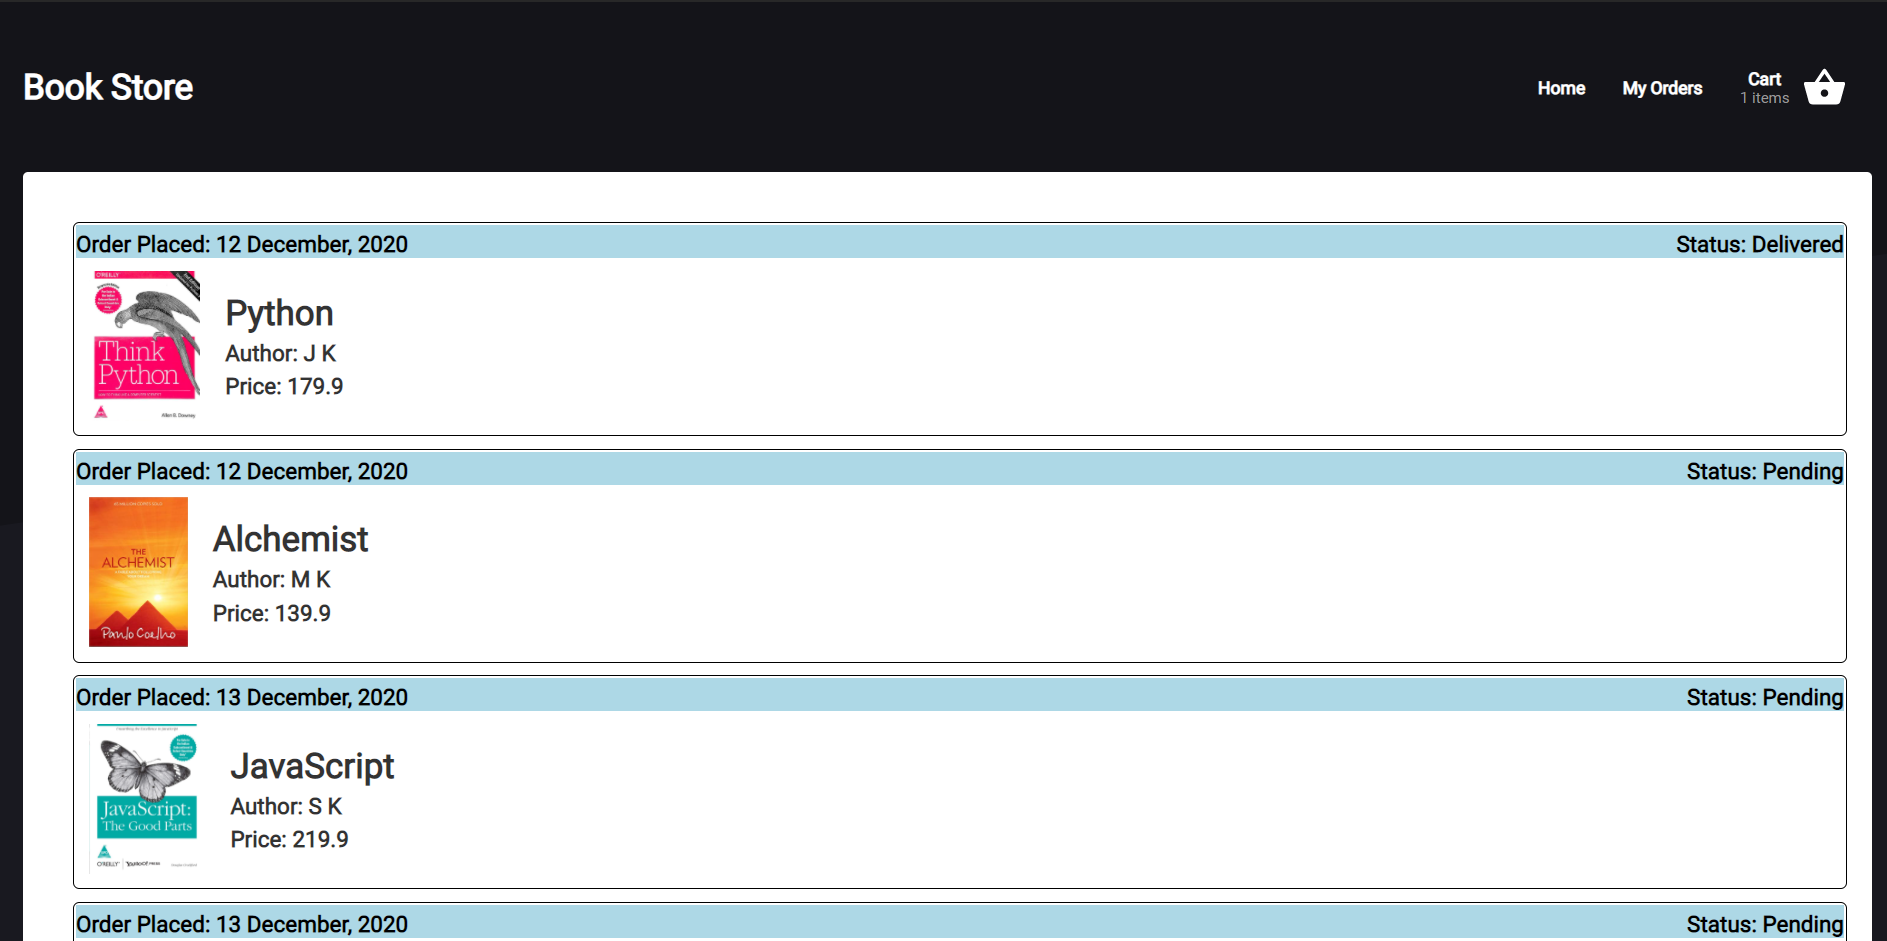 Book Store
Home
My Orders
Cart
1 items
Order Placed: 12 December, 2020
Status: Delivered
O'REILLY
Think
Python
Allen B. Downey
Python
Author: J K
Price: 179.9
Order Placed: 12 December, 2020
Status: Pending
THE
ALCHEMIST
Paulo Coelho
Alchemist
Author: M K
Price: 139.9
Order Placed: 13 December, 2020
Status: Pending
JavaScript:
The Good Parts
O'REILLY
YAHOO! PRESS
JavaScript
Author: S K
Price: 219.9
Order Placed: 13 December, 2020
Status: Pending